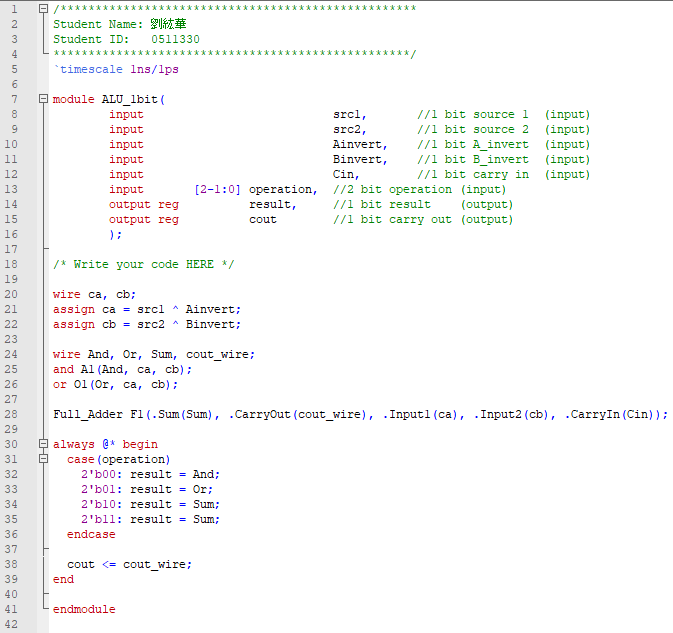 1 /***************************************************
2 Student Name: 劉紘華
3 Student ID:   0511330
4 ***************************************************/
5 `timescale 1ns/1ps
6
7 module ALU_1bit(
8         input                           src1,       //1 bit source 1  (input)
9         input                           src2,       //1 bit source 2  (input)
10         input                           Ainvert,    //1 bit A_invert  (input)
11         input                           Binvert,    //1 bit B_invert  (input)
12         input                           Cin,        //1 bit carry in  (input)
13         input       [2-1:0] operation,  //2 bit operation (input)
14         output reg          result,     //1 bit result    (output)
15         output reg          cout        //1 bit carry out (output)
16         );
17
18 /* Write your code HERE */
19
20 wire ca, cb;
21 assign ca = src1 ^ Ainvert;
22 assign cb = src2 ^ Binvert;
23
24 wire And, Or, Sum, cout_wire;
25 and A1(And, ca, cb);
26 or O1(Or, ca, cb);
27
28 Full_Adder F1(.Sum(Sum), .CarryOut(cout_wire), .Input1(ca), .Input2(cb), .CarryIn(Cin));
29
30 always @* begin
31   case(operation)
32     2'b00: result = And;
33     2'b01: result = Or;
34     2'b10: result = Sum;
35     2'b11: result = Sum;
36   endcase
37
38   cout <= cout_wire;
39 end
40
41 endmodule
42